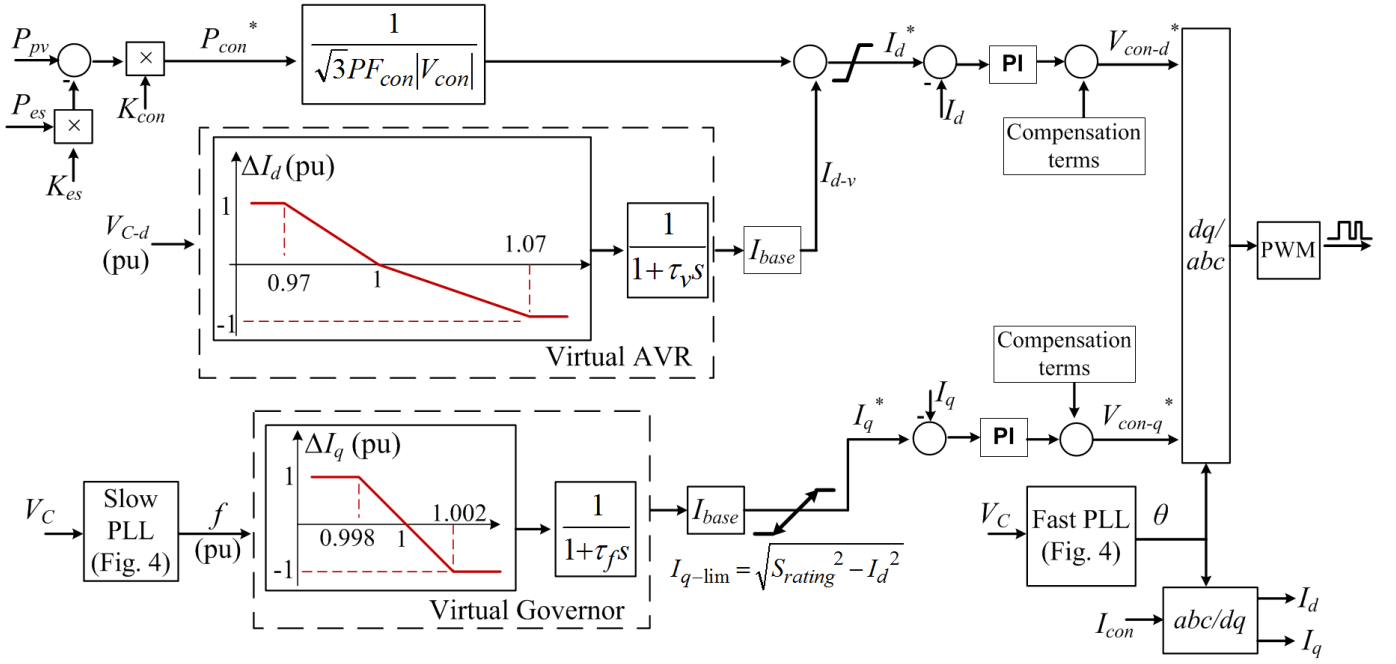 P_pv
-
P_es
×
K_es
×
K_con
P_con*
1
√3PF_con|V_con|
I_d*
-
I_d
PI
Compensation
terms
V_con-d*
V_C-d
(pu)
ΔI_d (pu)
1
0.97
1
1.07
-1
1
1+τ_v s
Virtual AVR
I_base
I_d-v
dq/
abc
PWM
V_C
Slow
PLL
(Fig. 4)
f
(pu)
ΔI_q (pu)
1
0.998
1
1.002
-1
1
1+τ_f s
Virtual Governor
I_base
I_q-lim = √S_rating² − I_d²
I_q*
-
I_q
PI
Compensation
terms
V_con-q*
V_C
Fast PLL
(Fig. 4)
θ
I_con
abc/dq
I_d
I_q